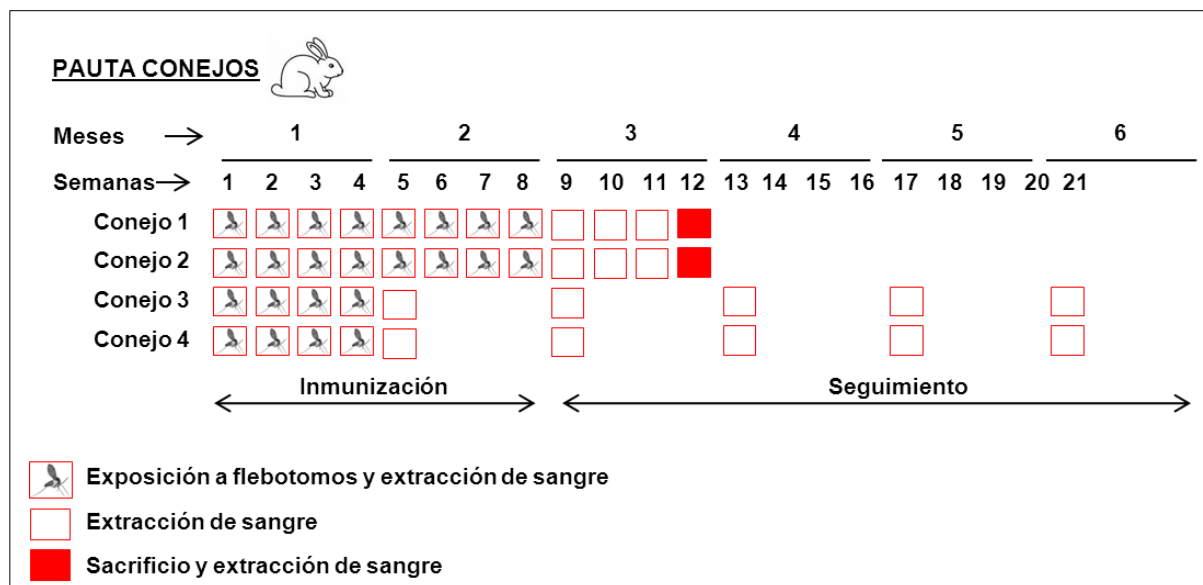 PAUTA CONEJOS
Meses 1 2 3 4 5 6
Semanas 1 2 3 4 5 6 7 8 9 10 11 12 13 14 15 16 17 18 19 20 21
Conejo 1
Conejo 2
Conejo 3
Conejo 4
Inmunización Seguimiento
Exposición a flebotomos y extracción de sangre
Extracción de sangre
Sacrificio y extracción de sangre